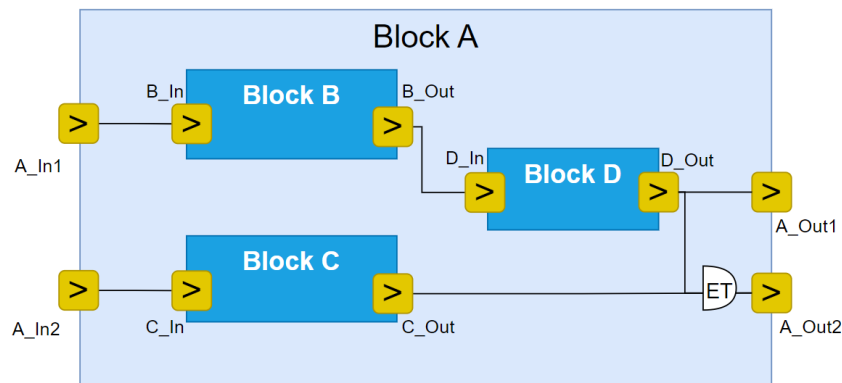 Block A
B_In
Block B
B_Out
>
>
>
A_In1
D_In
Block D
D_Out
>
>
>
A_Out1
Block C
>
>
>
ET
>
A_In2
C_In
C_Out
A_Out2